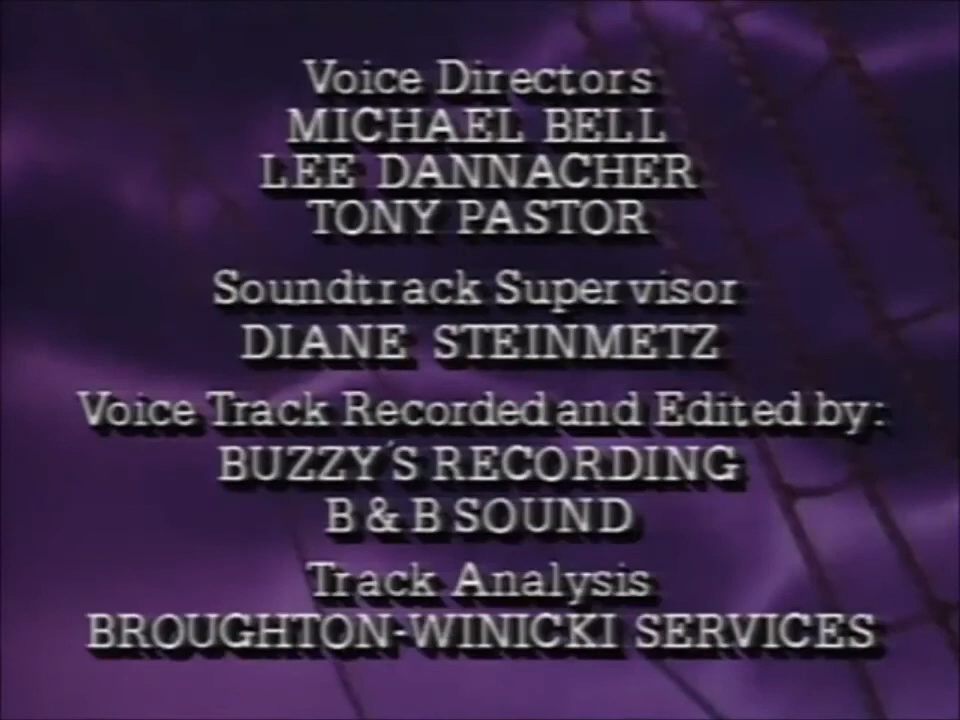 Voice Directors
MICHAEL BELL
LEE DANNACHER
TONY PASTOR
Soundtrack Supervisor
DIANE STEINMETZ
Voice Track Recorded and Edited by:
BUZZY'S RECORDING
B & B SOUND
Track Analysis
BROUGHTON-WINICKI SERVICES